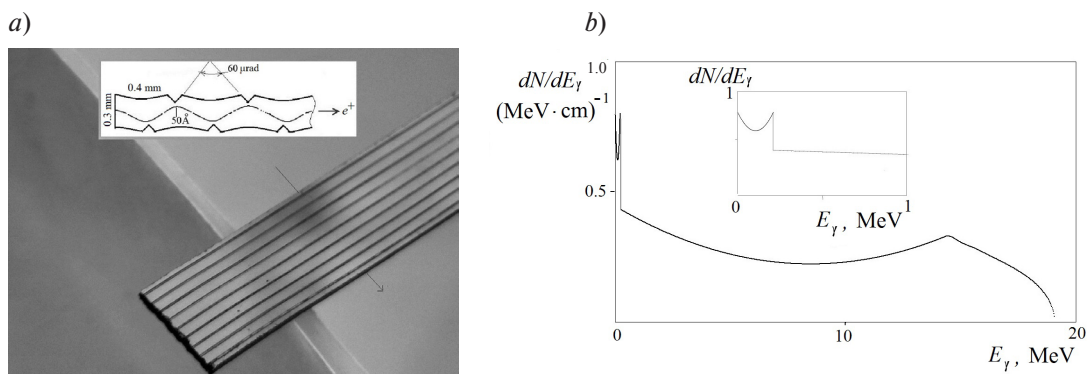 a)
0.4 mm
60 μrad
0.3 mm
50Å
e⁺
b)
dN/dEγ
(MeV·cm)⁻¹
1.0
0.5
0
10
20
Eγ , MeV
dN/dEγ
1
0
1
Eγ , MeV